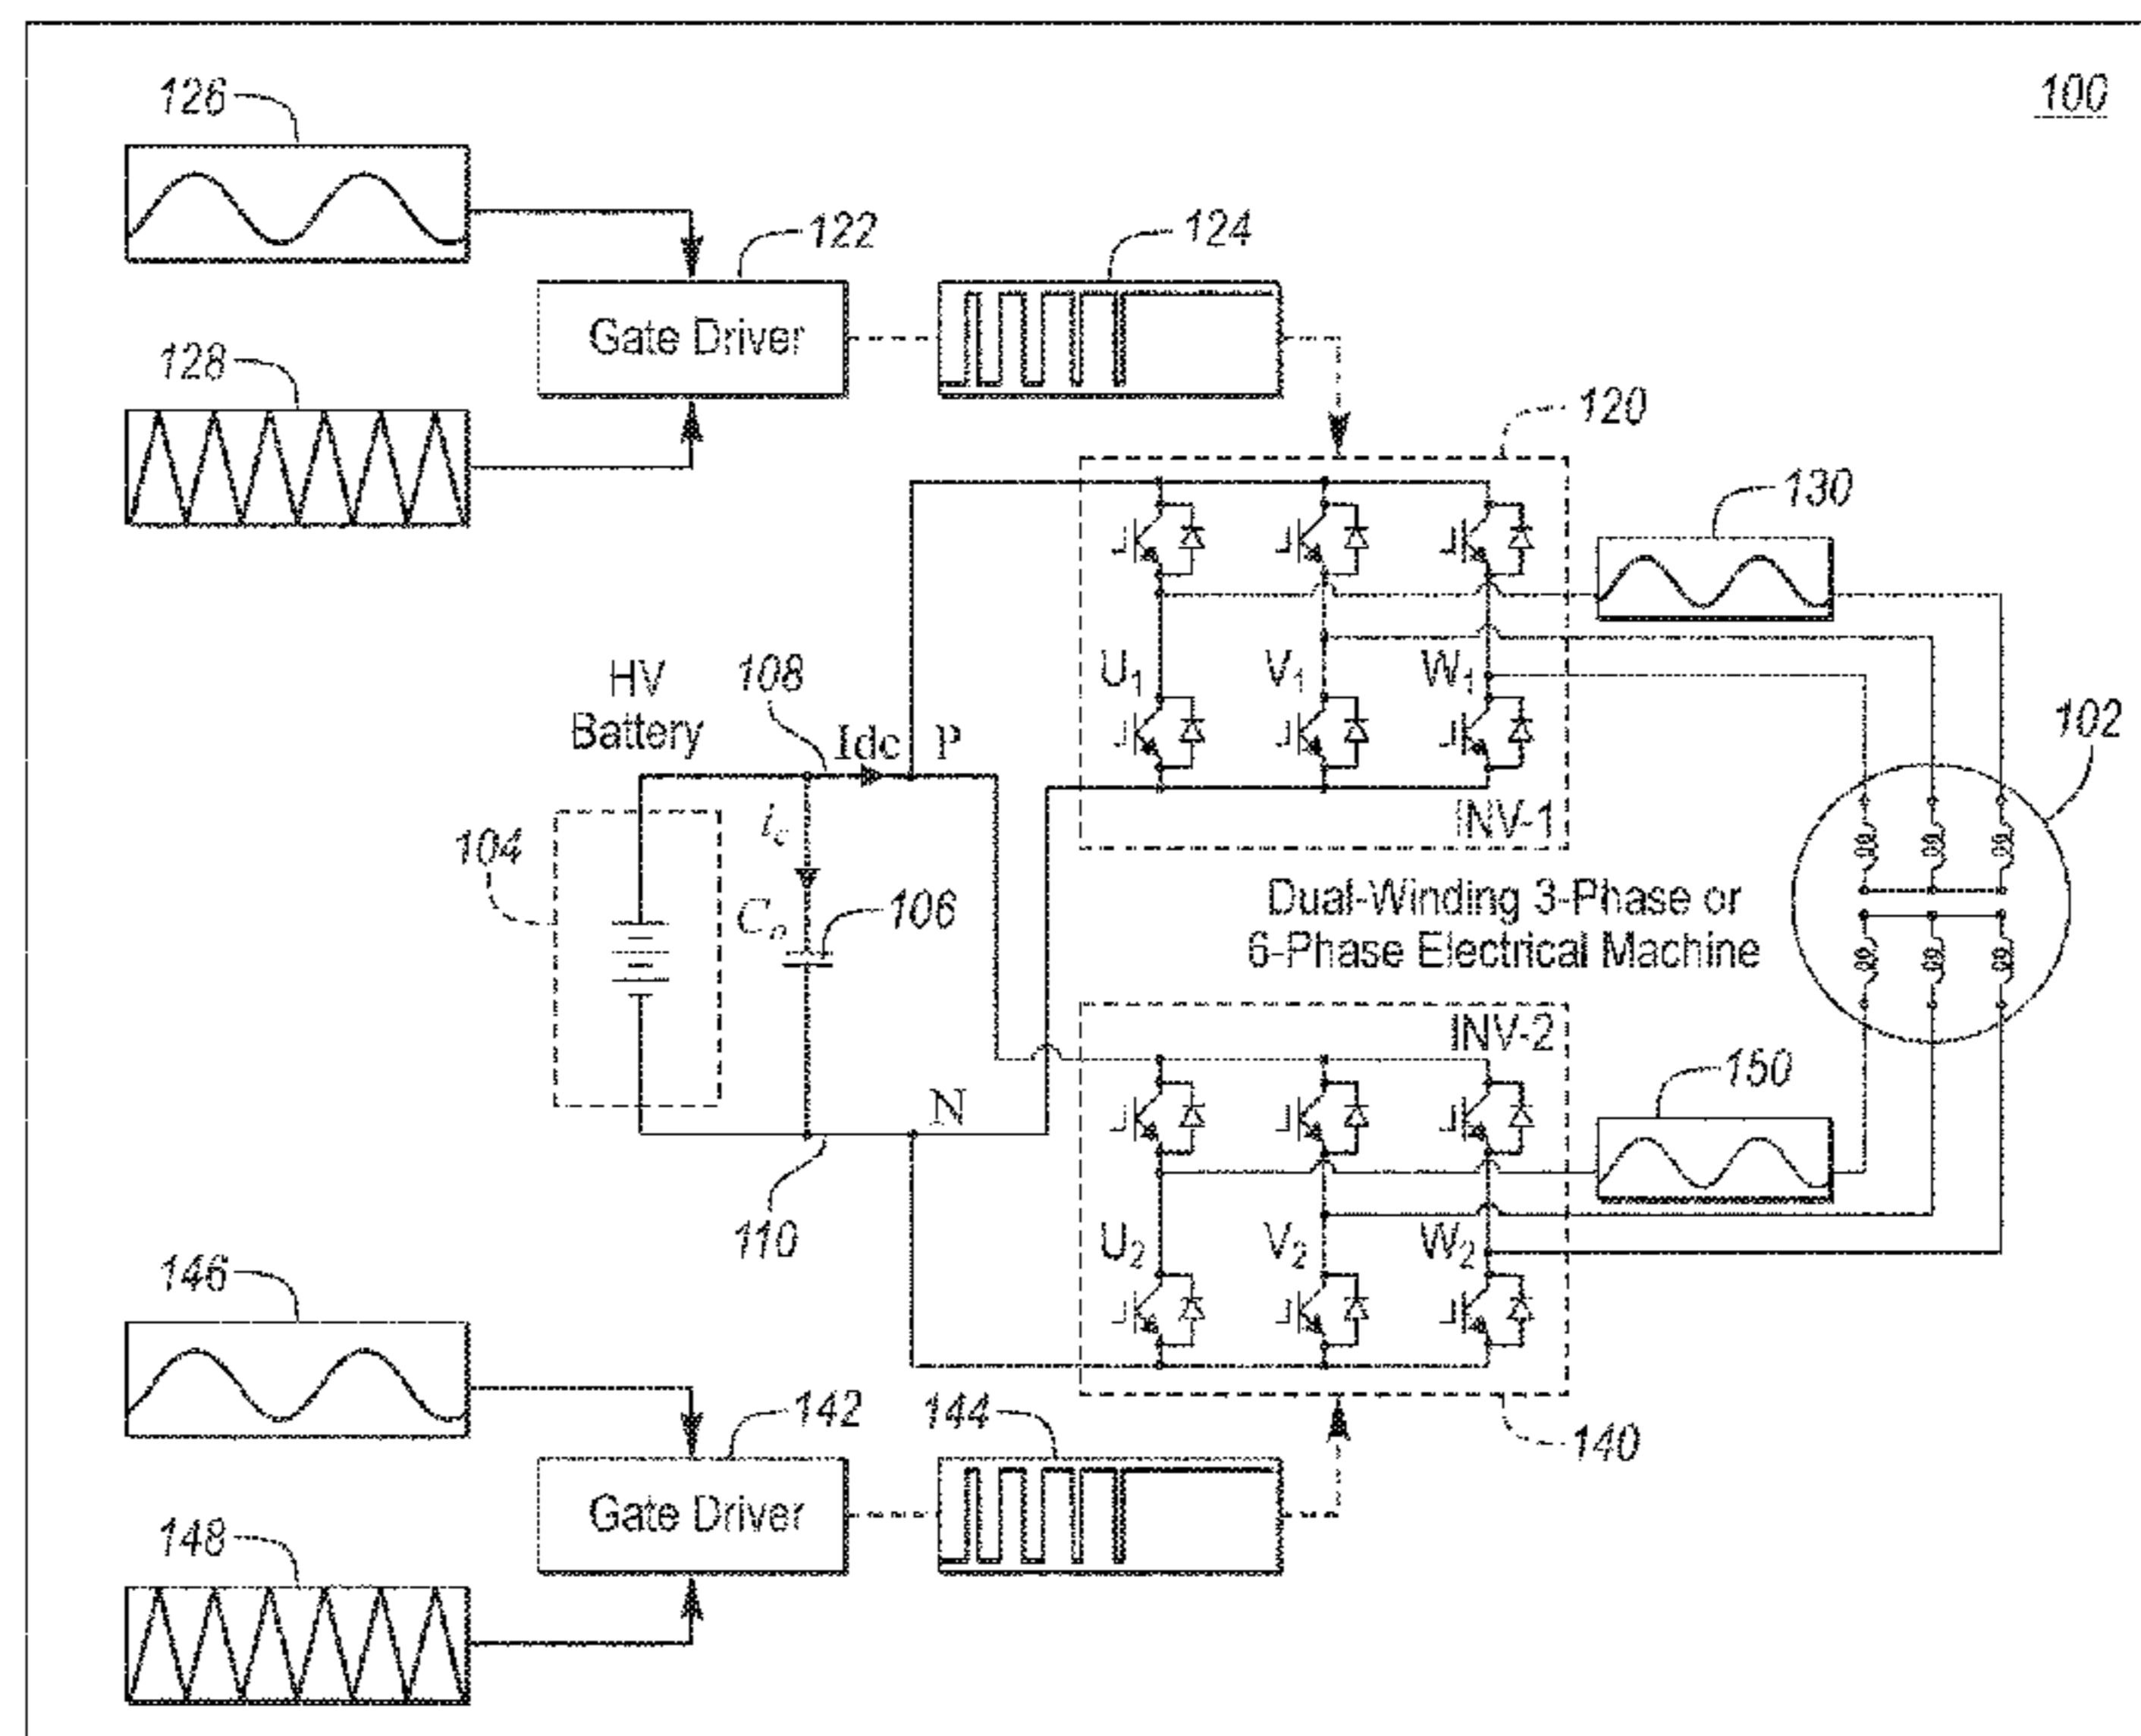 100
126
122
124
Gate Driver
128
120
130
U1 V1 W1
HV
Battery
108
Idc P
102
INV-1
ic
104
Co
106
Dual-Winding 3-Phase or
6-Phase Electrical Machine
INV-2
N
150
110
U2 V2 W2
146
142
144
140
Gate Driver
148